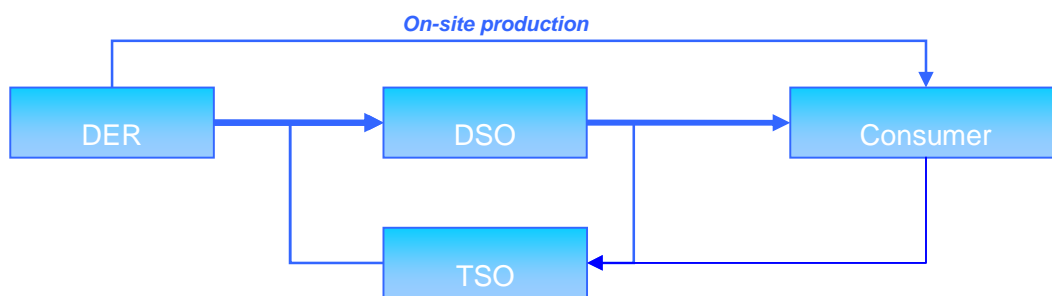 On-site production
DER
DSO
Consumer
TSO